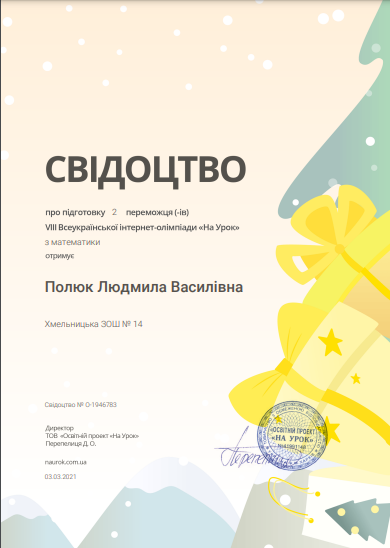 СВІДОЦТВО
про підготовку 2 переможця (-ів)
VIII Всеукраїнської інтернет-олімпіади «На Урок»
з математики
отримує
Полюк Людмила Василівна
Хмельницька ЗОШ № 14
Свідоцтво № О-1946783
Директор
ТОВ «Освітній проект «На Урок»
Перепелиця Д. О.
naurok.com.ua
03.03.2021
«ОСВІТНІЙ ПРОЕКТ
«НА УРОК»